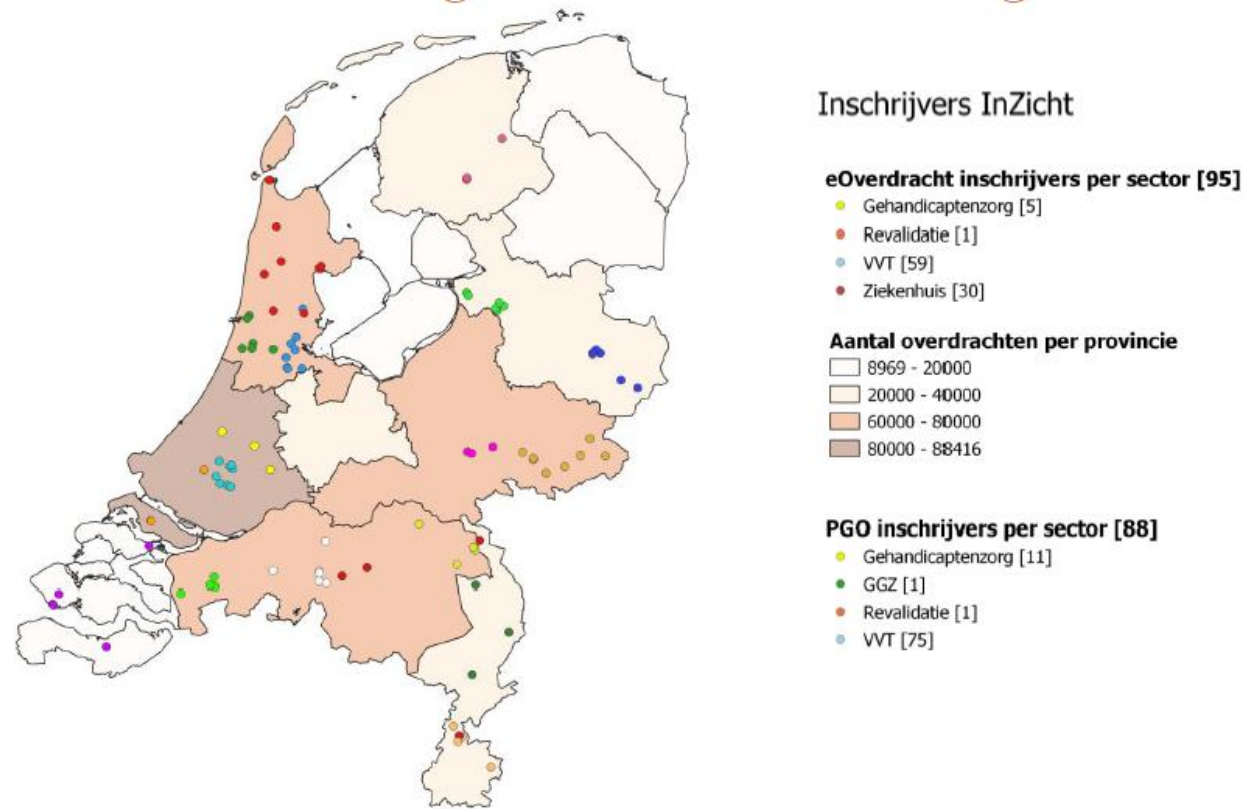 Inschrijvers InZicht
eOverdracht inschrijvers per sector [95]
Gehandicaptenzorg [5]
Revalidatie [1]
VVT [59]
Ziekenhuis [30]
Aantal overdrachten per provincie
8969 - 20000
20000 - 40000
60000 - 80000
80000 - 88416
PGO inschrijvers per sector [88]
Gehandicaptenzorg [11]
GGZ [1]
Revalidatie [1]
VVT [75]